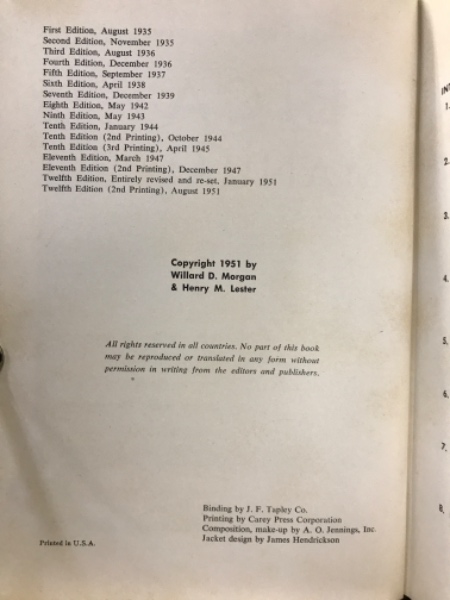 First Edition, August 1935
Second Edition, November 1935
Third Edition, August 1936
Fourth Edition, December 1936
Fifth Edition, September 1937
Sixth Edition, April 1938
Seventh Edition, December 1939
Eighth Edition, May 1942
Ninth Edition, May 1943
Tenth Edition, January 1944
Tenth Edition (2nd Printing), October 1944
Tenth Edition (3rd Printing), April 1945
Eleventh Edition, March 1947
Eleventh Edition (2nd Printing), December 1947
Twelfth Edition, Entirely revised and re-set, January 1951
Twelfth Edition (2nd Printing), August 1951
Copyright 1951 by
Willard D. Morgan
& Henry M. Lester
All rights reserved in all countries. No part of this book
may be reproduced or translated in any form without
permission in writing from the editors and publishers.
Binding by J. F. Tapley Co.
Printing by Carey Press Corporation
Composition, make-up by A. O. Jennings, Inc.
Jacket design by James Hendrickson
Printed in U.S.A.
INT
1.
2.
3.
4.
5.
6.
7.
8.